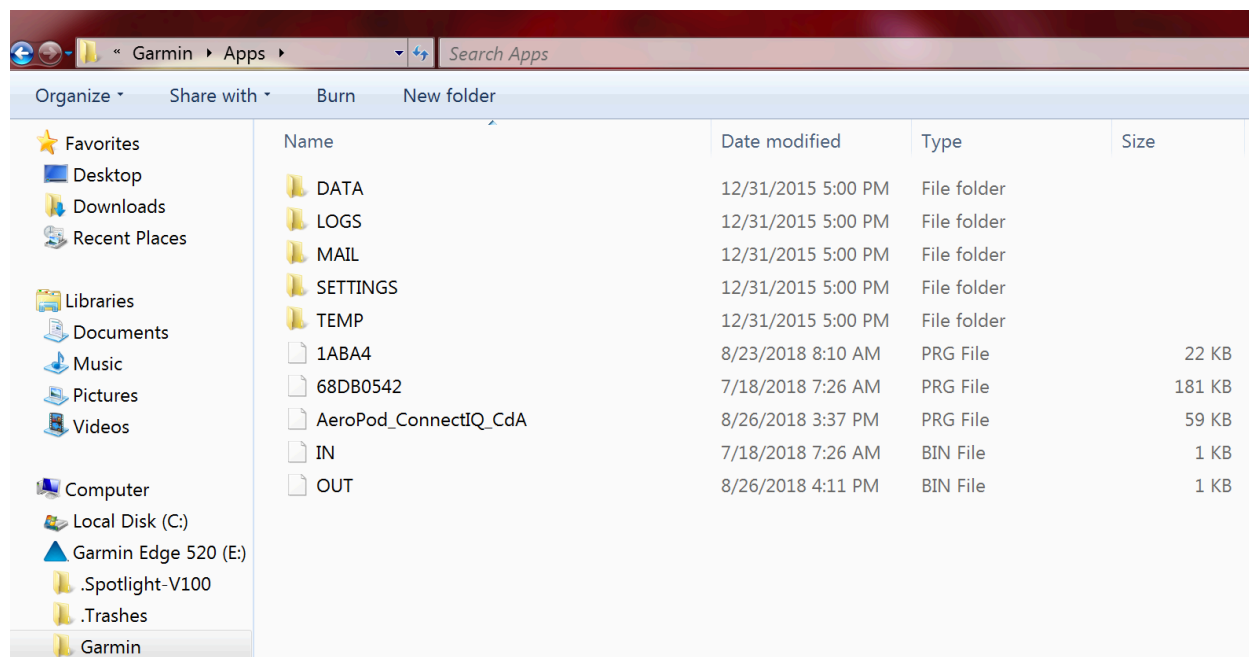 « Garmin ▸ Apps ▸ Search Apps
Organize Share with Burn New folder
Favorites
Desktop
Downloads
Recent Places
Libraries
Documents
Music
Pictures
Videos
Computer
Local Disk (C:)
Garmin Edge 520 (E:)
.Spotlight-V100
.Trashes
Garmin
Name Date modified Type Size
DATA 12/31/2015 5:00 PM File folder
LOGS 12/31/2015 5:00 PM File folder
MAIL 12/31/2015 5:00 PM File folder
SETTINGS 12/31/2015 5:00 PM File folder
TEMP 12/31/2015 5:00 PM File folder
1ABA4 8/23/2018 8:10 AM PRG File 22 KB
68DB0542 7/18/2018 7:26 AM PRG File 181 KB
AeroPod_ConnectIQ_CdA 8/26/2018 3:37 PM PRG File 59 KB
IN 7/18/2018 7:26 AM BIN File 1 KB
OUT 8/26/2018 4:11 PM BIN File 1 KB